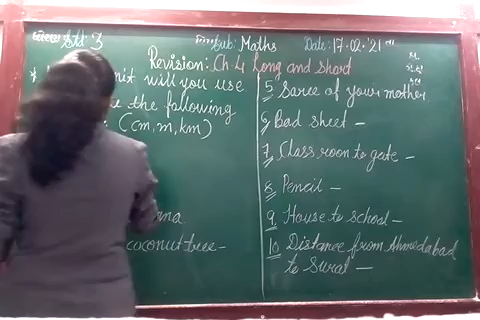 Std 3 Sub: Maths Date: 17-02-'21
Revision: Ch 4 Long and short
* unit will you use
the following
(cm, m, km)
coconut tree -
5 Saree of your mother
6 Bad sheet -
7 Class room to gate -
8 Pencil -
9 House to school -
10 Distance from Ahmedabad
to Surat -